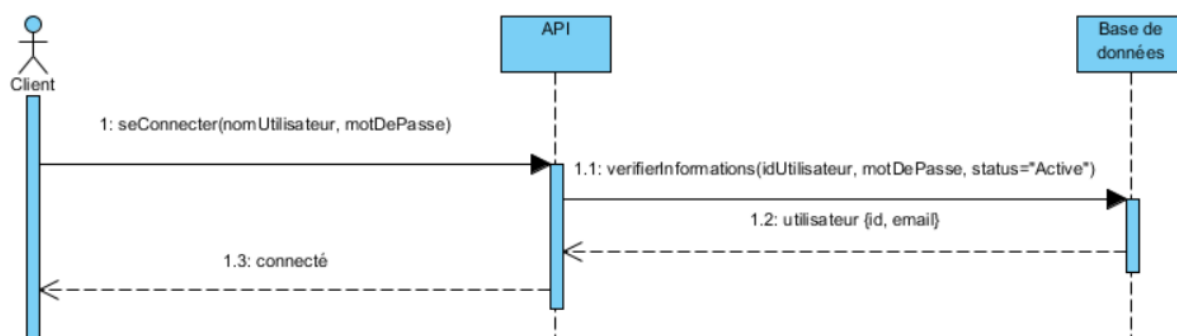 API
Base de
données
Client
1: seConnecter(nomUtilisateur, motDePasse)
1.1: verifierInformations(idUtilisateur, motDePasse, status="Active")
1.2: utilisateur {id, email}
1.3: connecté